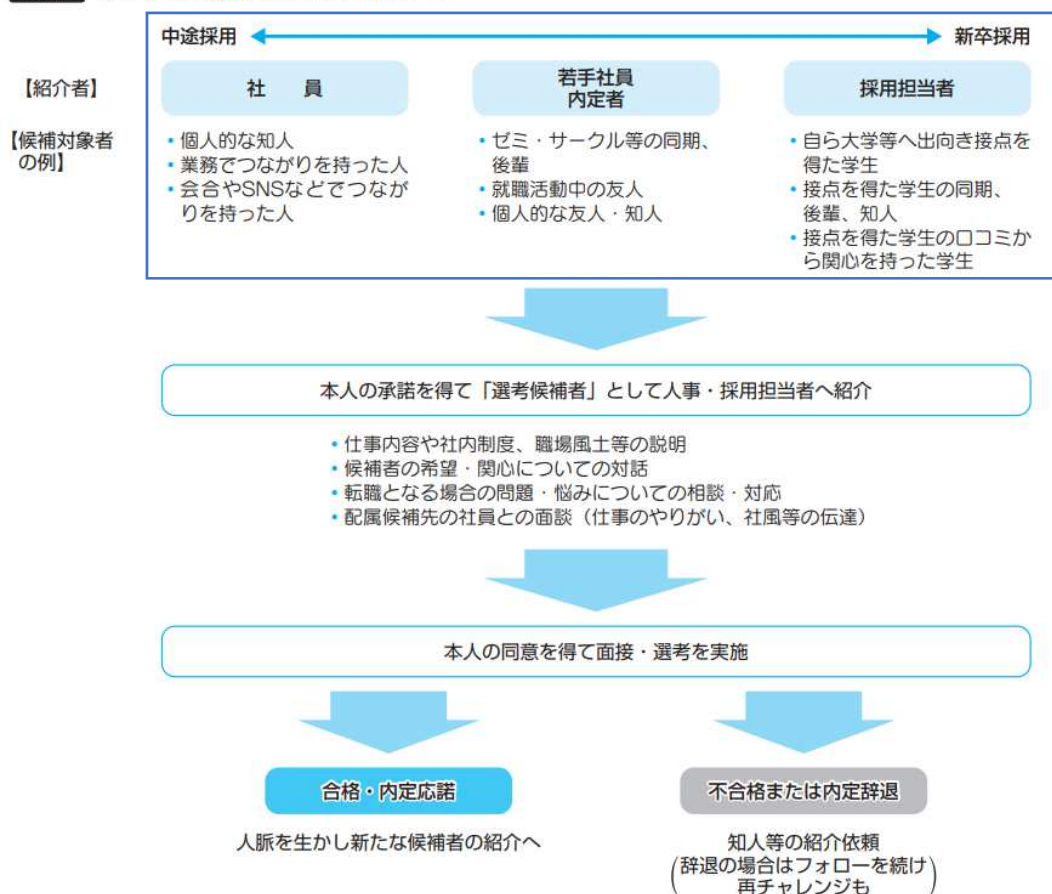 中途採用 新卒採用
【紹介者】
社　員
若手社員
内定者
採用担当者
【候補対象者
の例】
・個人的な知人
・業務でつながりを持った人
・会合やSNSなどでつなが
りを持った人
・ゼミ・サークル等の同期、
後輩
・就職活動中の友人
・個人的な友人・知人
・自ら大学等へ出向き接点を
得た学生
・接点を得た学生の同期、
後輩、知人
・接点を得た学生の口コミか
ら関心を持った学生
本人の承諾を得て「選考候補者」として人事・採用担当者へ紹介
・仕事内容や社内制度、職場風土等の説明
・候補者の希望・関心についての対話
・転職となる場合の問題・悩みについての相談・対応
・配属候補先の社員との面談（仕事のやりがい、社風等の伝達）
本人の同意を得て面接・選考を実施
合格・内定応諾
人脈を生かし新たな候補者の紹介へ
不合格または内定辞退
知人等の紹介依頼
（辞退の場合はフォローを続け
再チャレンジも）